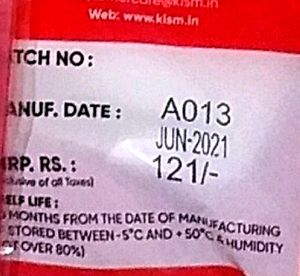 Web: www.kism.in
TCH NO:
ANUF. DATE: A013
JUN-2021
RP. RS.: 121/-
of all Taxes)
ELF LIFE:
MONTHS FROM THE DATE OF MANUFACTURING
STORED BETWEEN -5°C AND +50°C & HUMIDITY
OVER 80%)